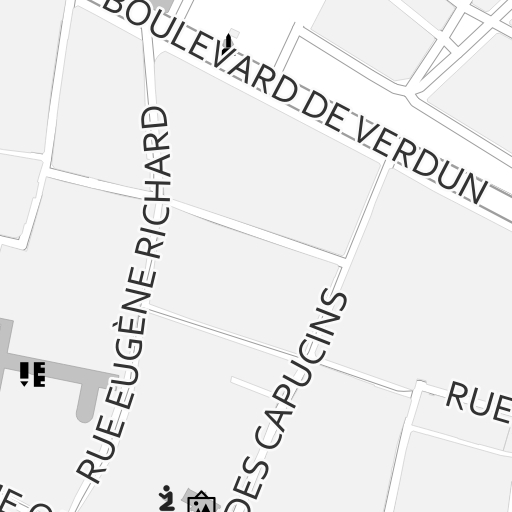 BOULEVARD DE VERDUN
RUE EUGÈNE RICHARD
DES CAPUCINS
RUE